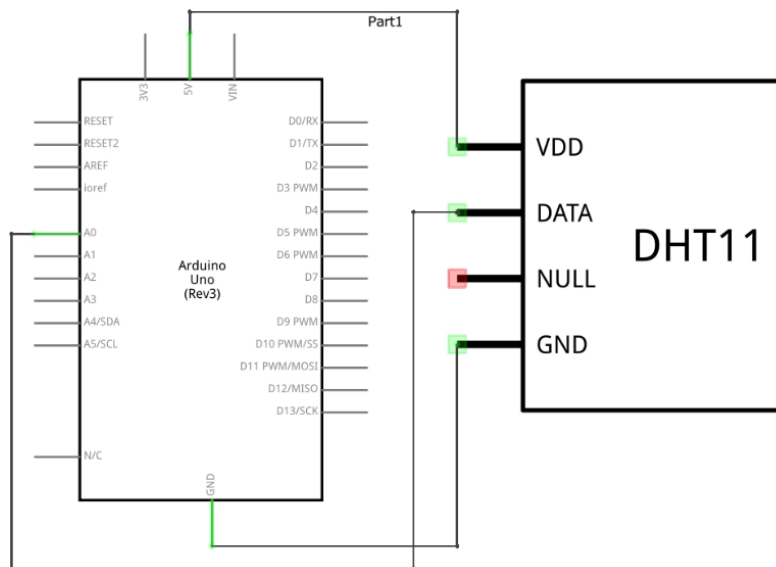 Part1
3V3
5V
VIN
RESET
RESET2
AREF
ioref
A0
A1
A2
A3
A4/SDA
A5/SCL
N/C
Arduino
Uno
(Rev3)
D0/RX
D1/TX
D2
D3 PWM
D4
D5 PWM
D6 PWM
D7
D8
D9 PWM
D10 PWM/SS
D11 PWM/MOSI
D12/MISO
D13/SCK
GND
VDD
DATA
NULL
GND
DHT11